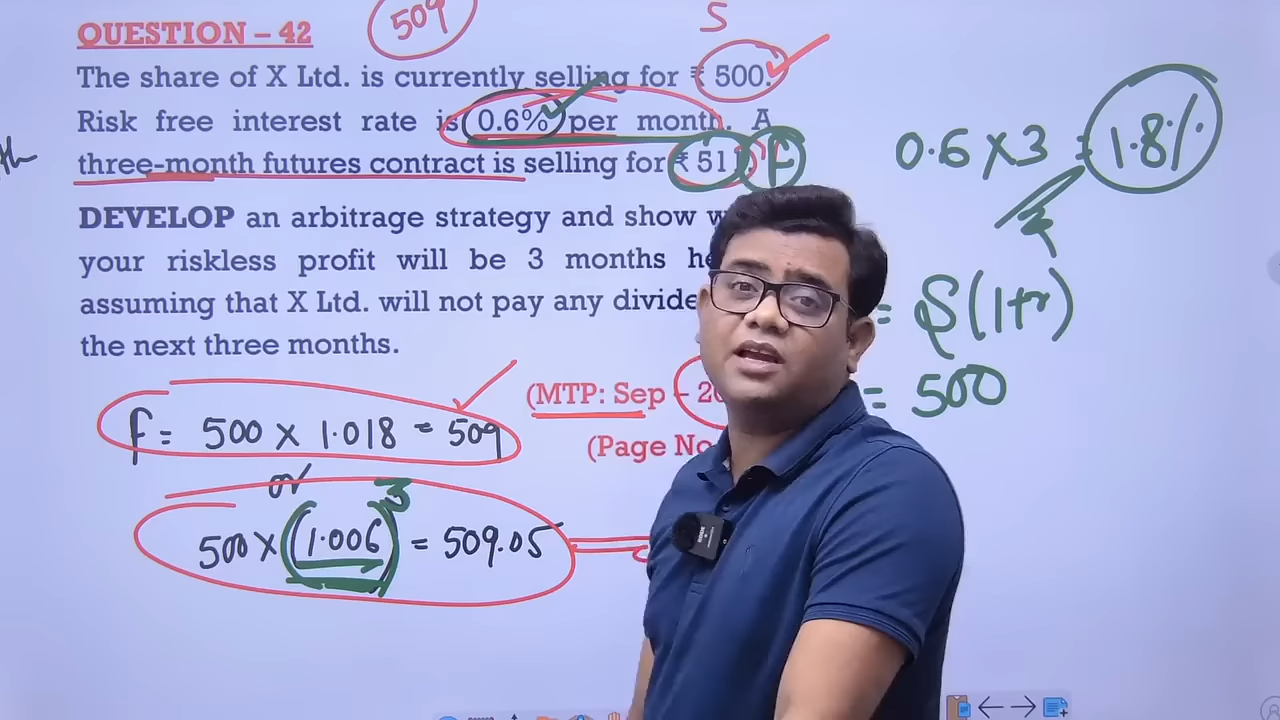 QUESTION – 42
509
S
The share of X Ltd. is currently selling for ₹ 500.
Risk free interest rate is 0.6% per month. A
three-month futures contract is selling for ₹ 51
F
0.6 x 3 = 1.8%
DEVELOP an arbitrage strategy and show
your riskless profit will be 3 months
assuming that X Ltd. will not pay any
the next three months.
= S(1+r)
= 500
(MTP: Sep –
(Page No
F = 500 x 1.018 = 509
or
500 x (1.006)3 = 509.05